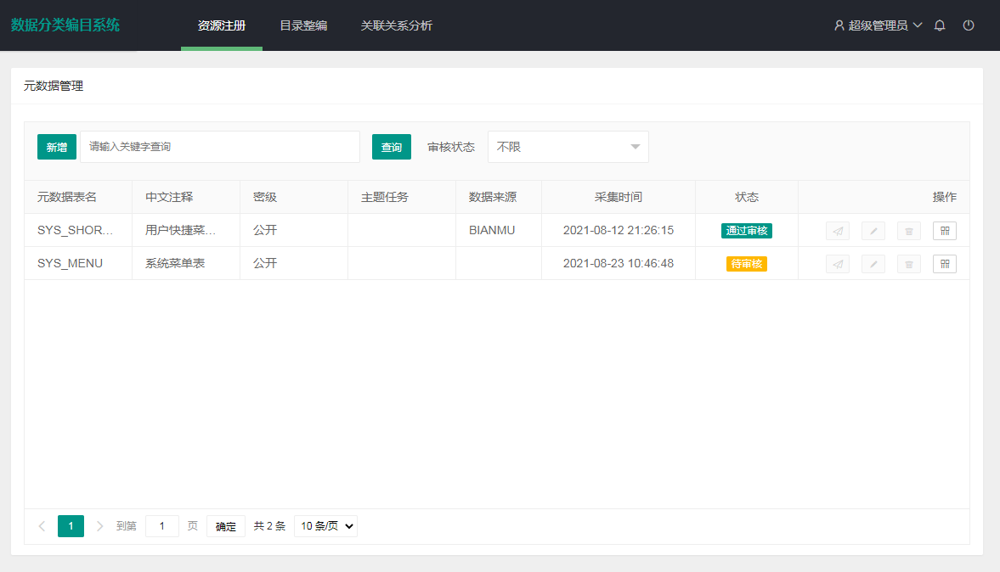 数据分类编目系统 资源注册 目录整编 关联关系分析 超级管理员
元数据管理
新增 请输入关键字查询 查询 审核状态 不限
元数据表名 中文注释 密级 主题任务 数据来源 采集时间 状态 操作
SYS_SHOR... 用户快捷菜... 公开 BIANMU 2021-08-12 21:26:15 通过审核
SYS_MENU 系统菜单表 公开 2021-08-23 10:46:48 待审核
1 到第 1 页 确定 共 2 条 10 条/页